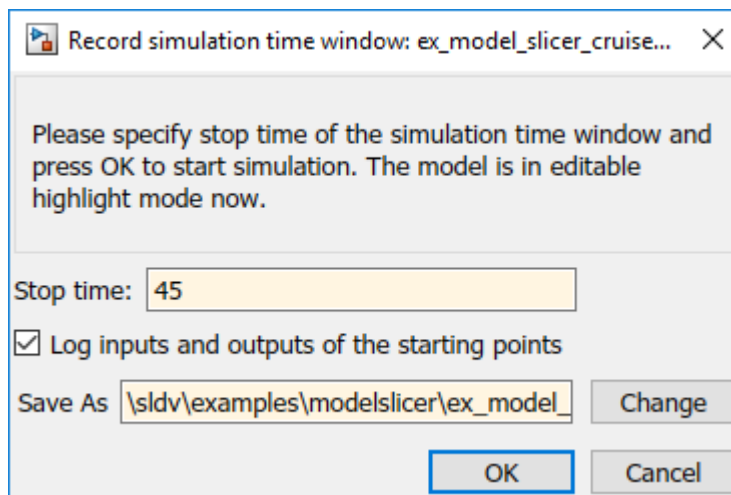 Record simulation time window: ex_model_slicer_cruise...
Please specify stop time of the simulation time window and
press OK to start simulation. The model is in editable
highlight mode now.
Stop time: 45
Log inputs and outputs of the starting points
Save As \sldv\examples\modelslicer\ex_model_ Change
OK Cancel